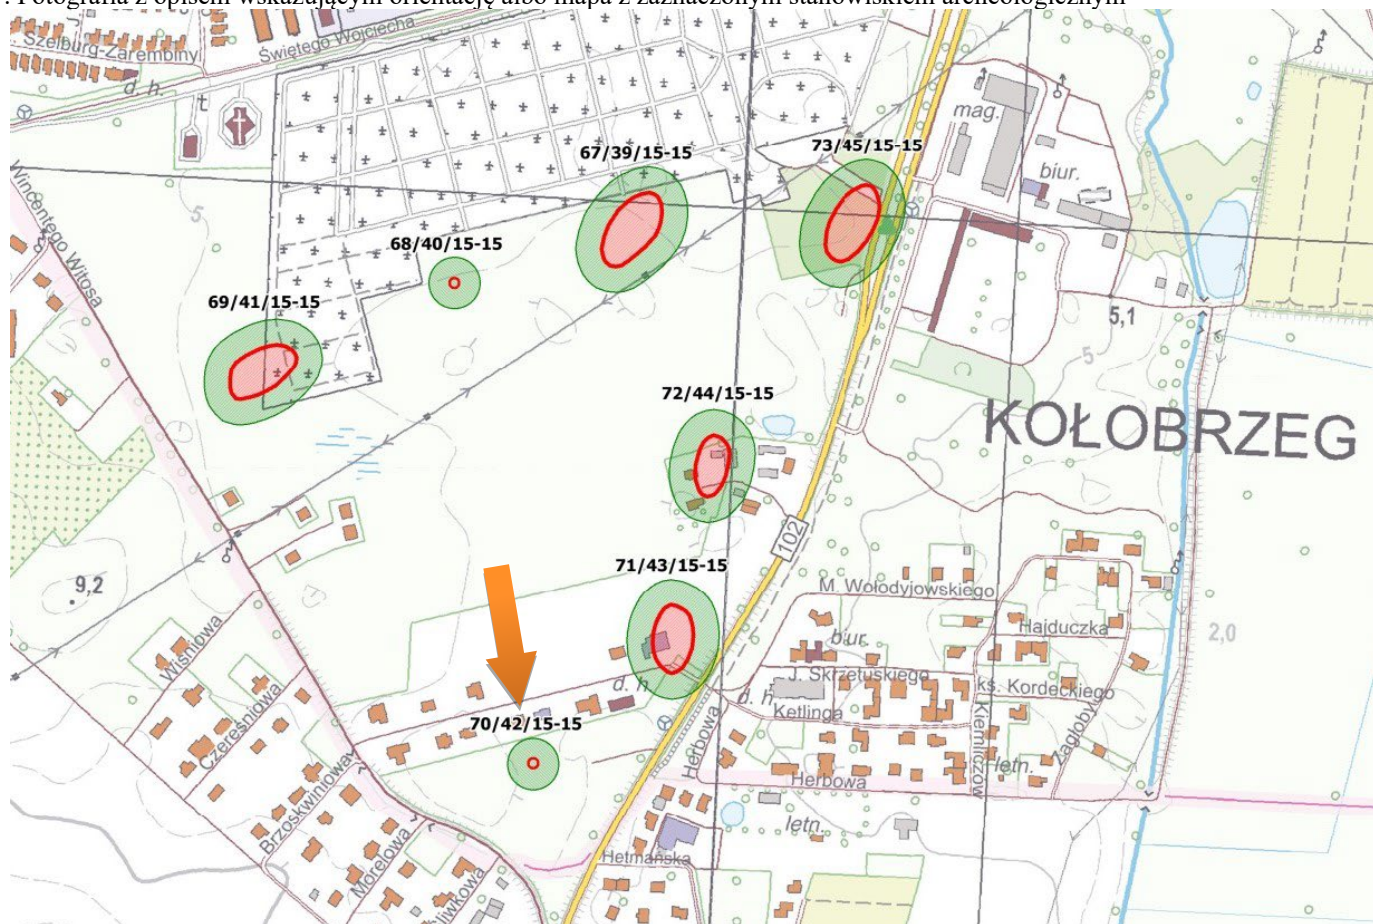 . Fotografia z opisem wskazującym orientację albo mapa z zaznaczonym stanowiskiem archeologicznym
Szelburg-Zarembiny
Świętego Wojciecha
d. h.
t
mag.
67/39/15-15
73/45/15-15
biur.
Wincentego Witosa
5
68/40/15-15
69/41/15-15
5,1
5
72/44/15-15
KOŁOBRZEG
102
71/43/15-15
9,2
M. Wołodyjowskiego
Hajduczka
2,0
Wiśniowa
biur.
J. Skrzetuskiego
ks. Kordeckiego
d. h.
d. h.
Ketlinga
Czereśniowa
70/42/15-15
Herbowa
Kiemliczów
Zagłoby
letn.
Brzoskwiniowa
Herbowa
Morelowa
letn.
Hetmańska